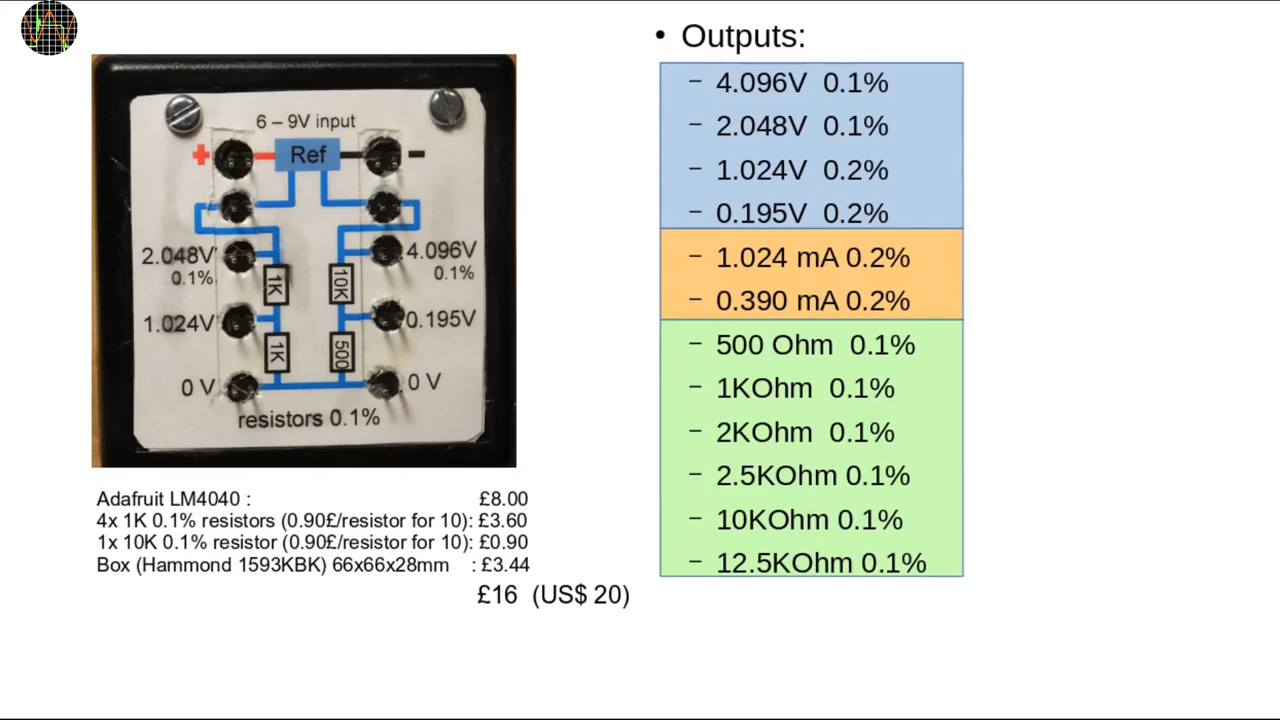 6 – 9V input
+ Ref –
2.048V
0.1%
4.096V
0.1%
1K
10K
1.024V
0.195V
1K
500
0 V
0 V
resistors 0.1%
Adafruit LM4040 : £8.00
4x 1K 0.1% resistors (0.90£/resistor for 10): £3.60
1x 10K 0.1% resistor (0.90£/resistor for 10): £0.90
Box (Hammond 1593KBK) 66x66x28mm : £3.44
£16 (US$ 20)
• Outputs:
– 4.096V 0.1%
– 2.048V 0.1%
– 1.024V 0.2%
– 0.195V 0.2%
– 1.024 mA 0.2%
– 0.390 mA 0.2%
– 500 Ohm 0.1%
– 1KOhm 0.1%
– 2KOhm 0.1%
– 2.5KOhm 0.1%
– 10KOhm 0.1%
– 12.5KOhm 0.1%